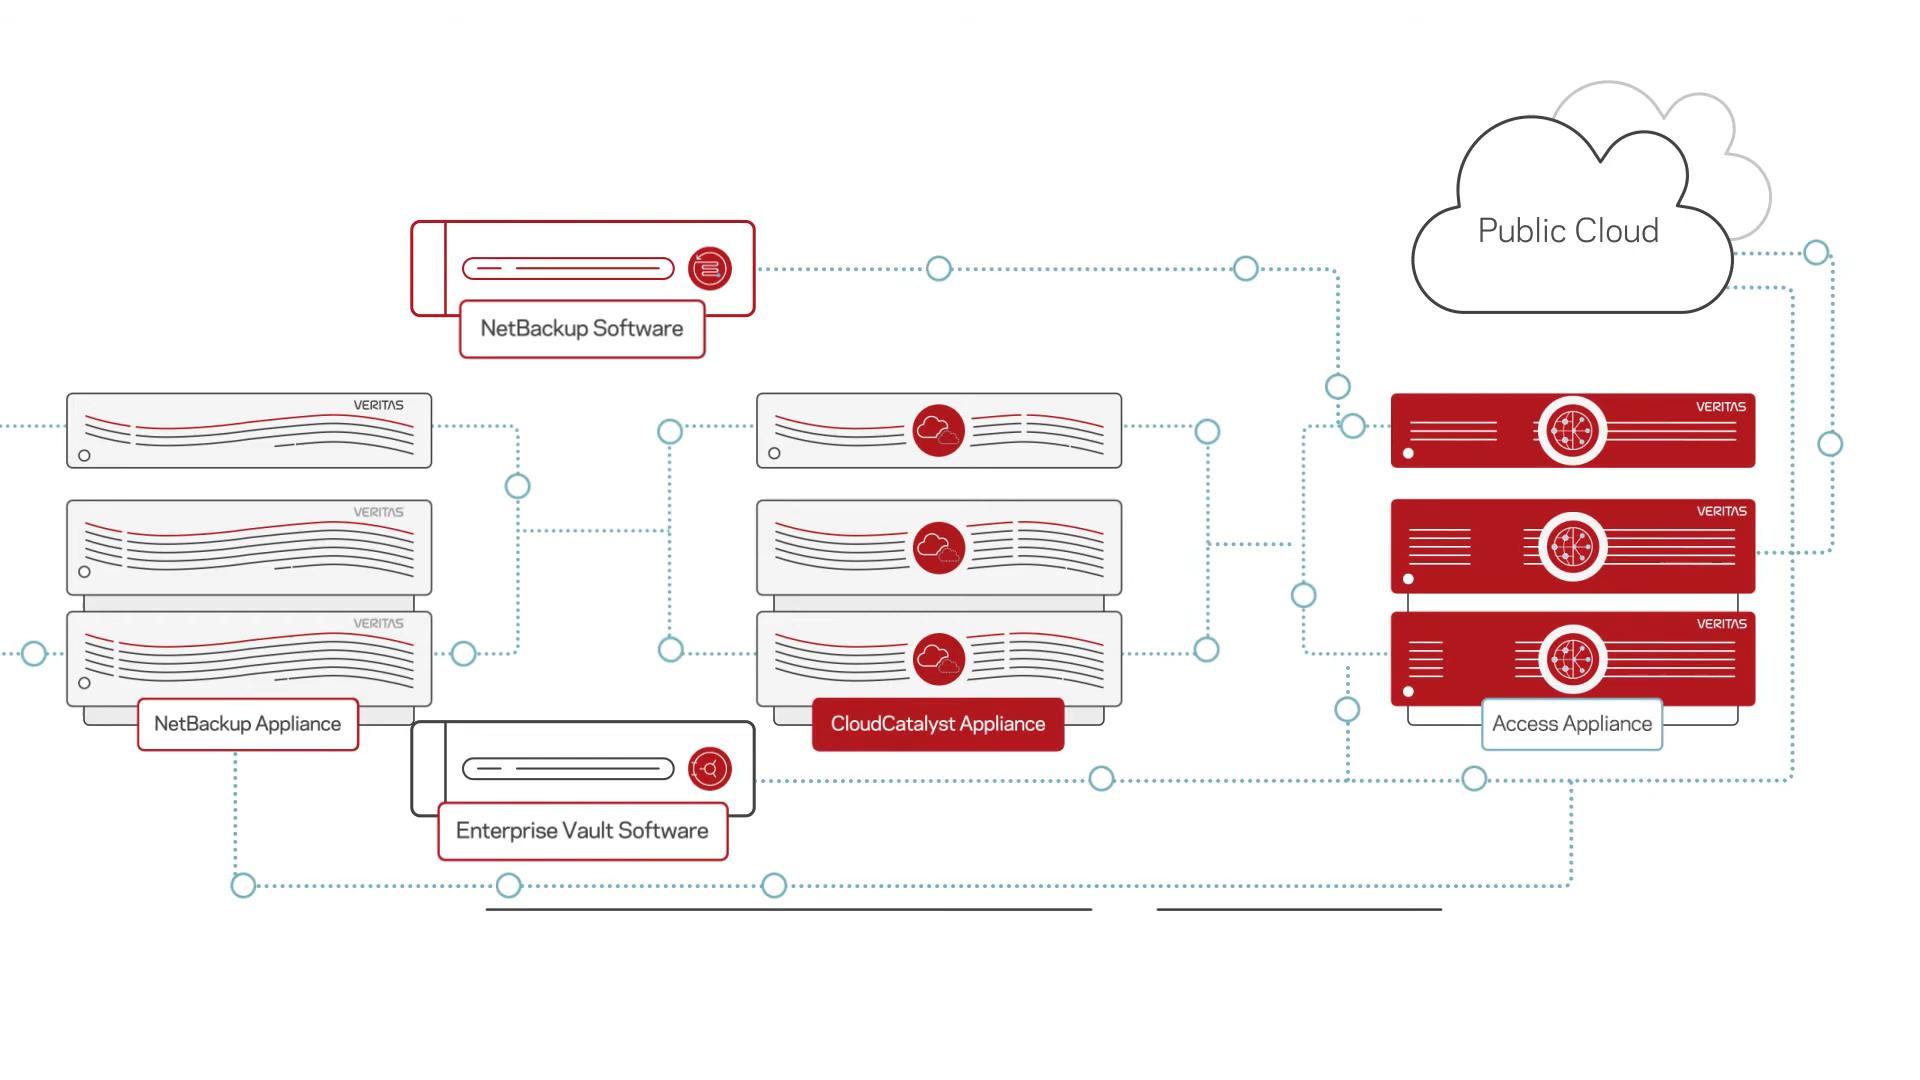 Public Cloud
NetBackup Software
VERITAS
VERITAS
VERITAS
VERITAS
VERITAS
VERITAS
NetBackup Appliance
CloudCatalyst Appliance
Access Appliance
Enterprise Vault Software